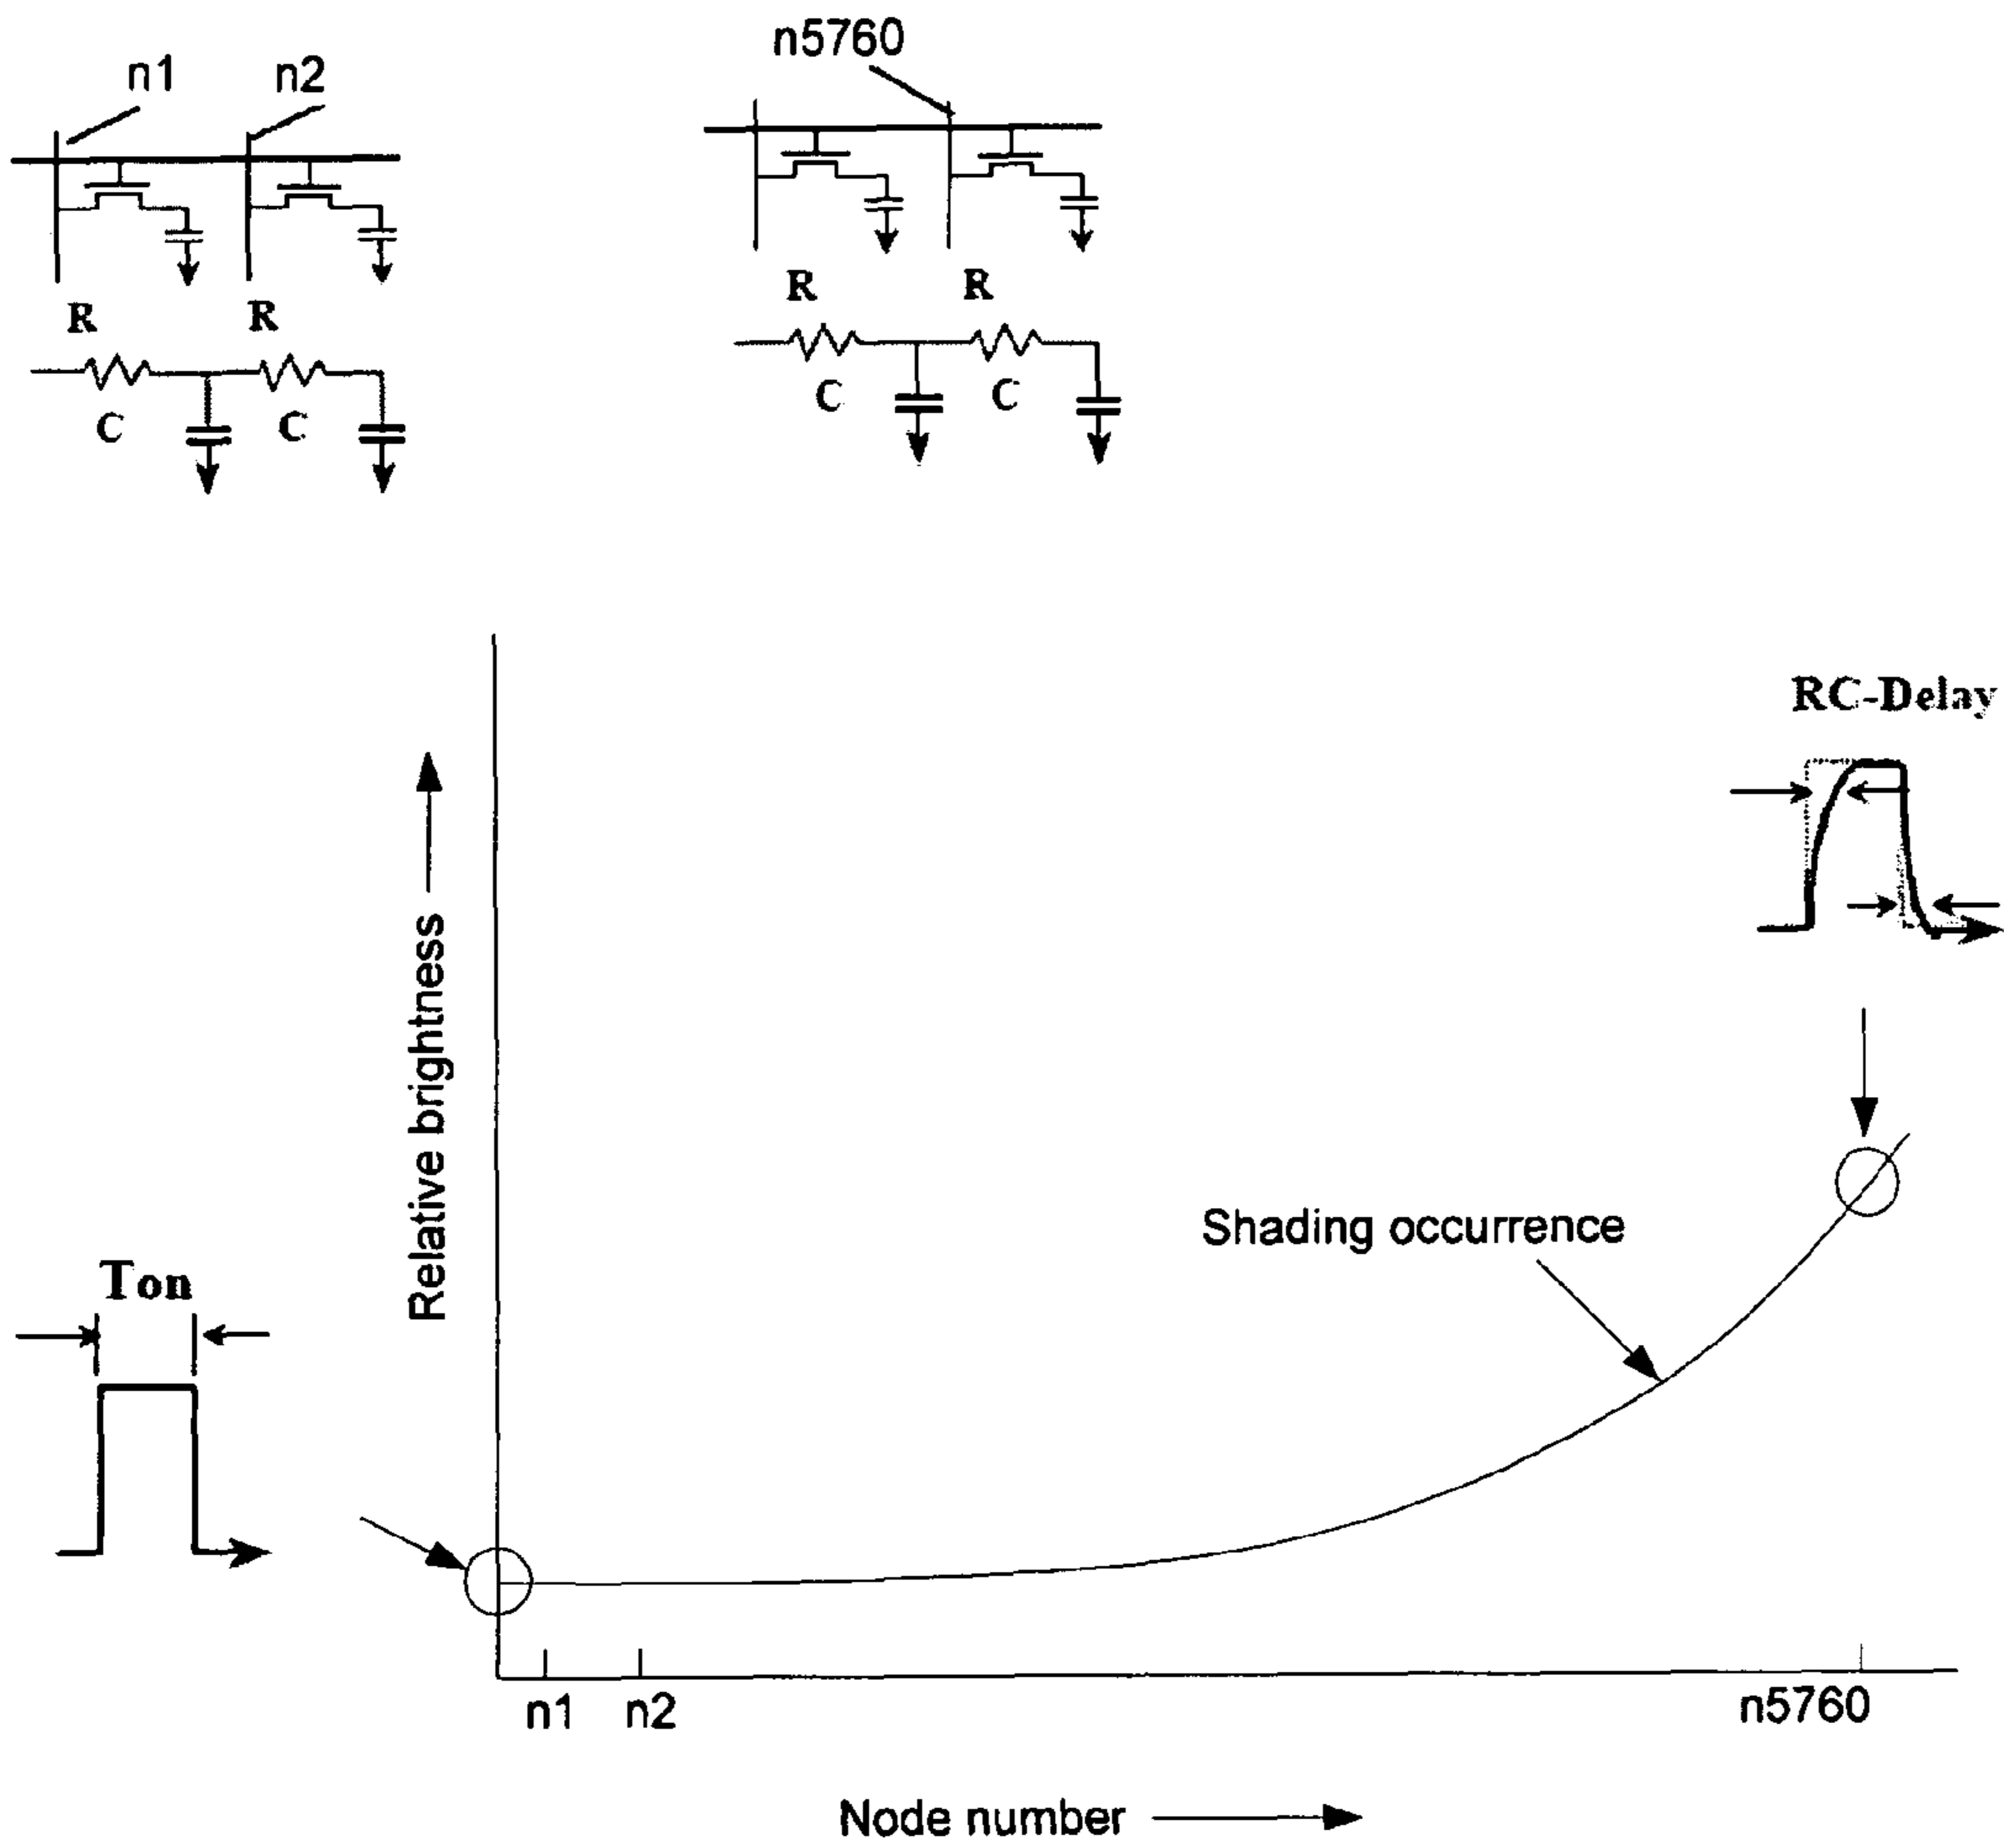 n1
n2
n5760
R
R
C
C
R
R
C
C
RC-Delay
Relative brightness
Shading occurrence
Ton
n1
n2
n5760
Node number